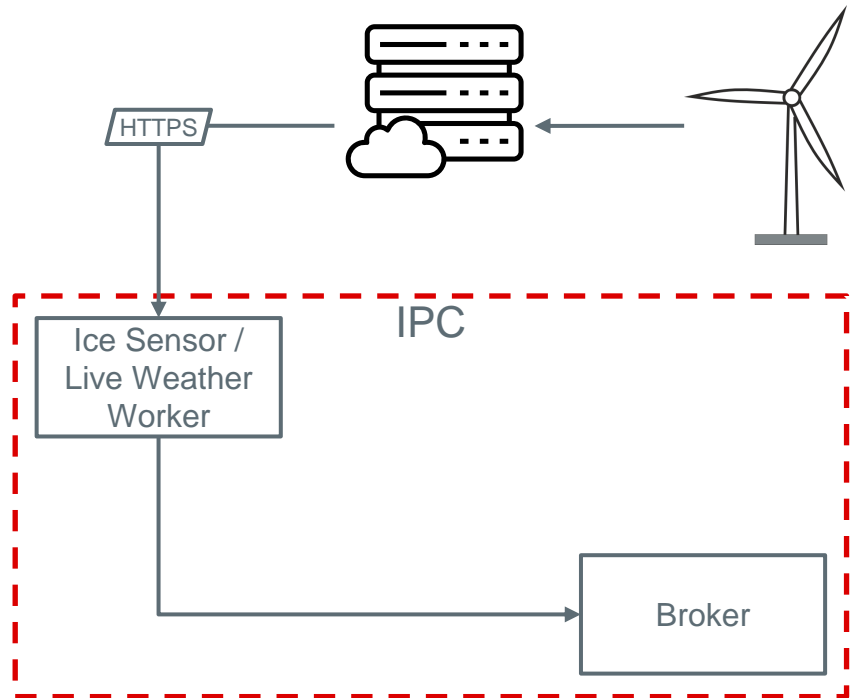 HTTPS
IPC
Ice Sensor /
Live Weather
Worker
Broker